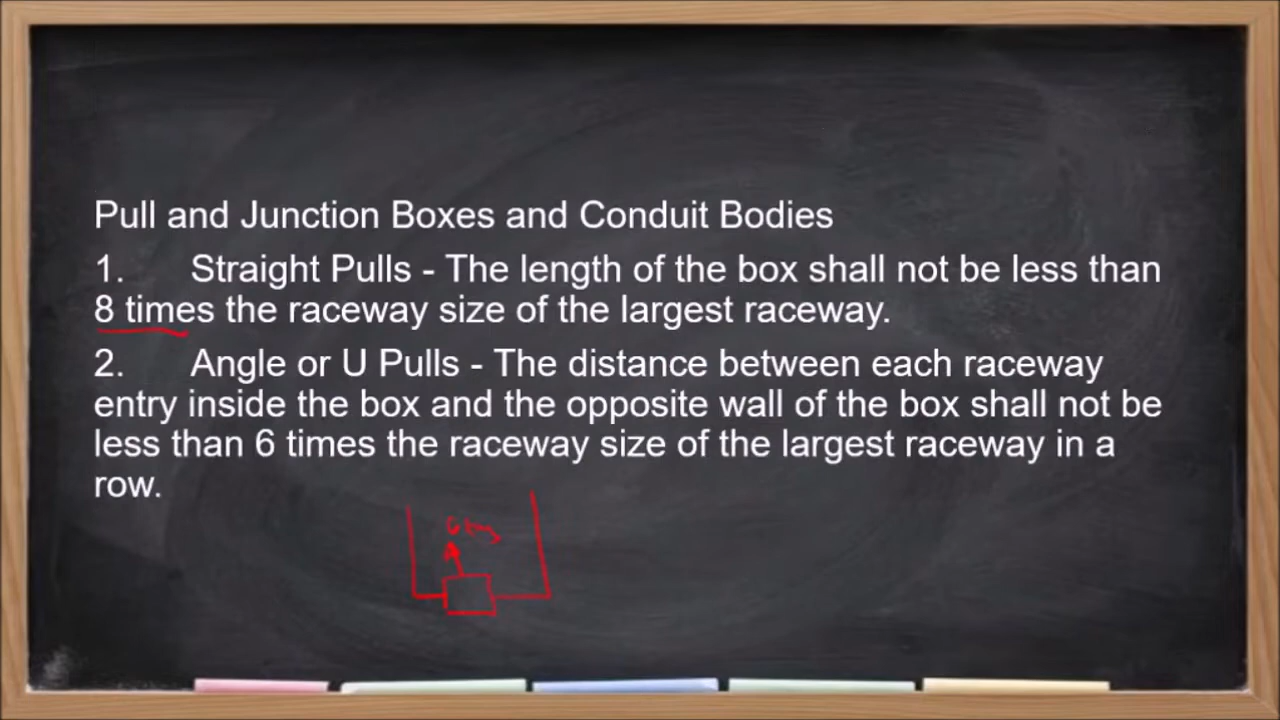 Pull and Junction Boxes and Conduit Bodies
1. Straight Pulls - The length of the box shall not be less than
8 times the raceway size of the largest raceway.
2. Angle or U Pulls - The distance between each raceway
entry inside the box and the opposite wall of the box shall not be
less than 6 times the raceway size of the largest raceway in a
row.